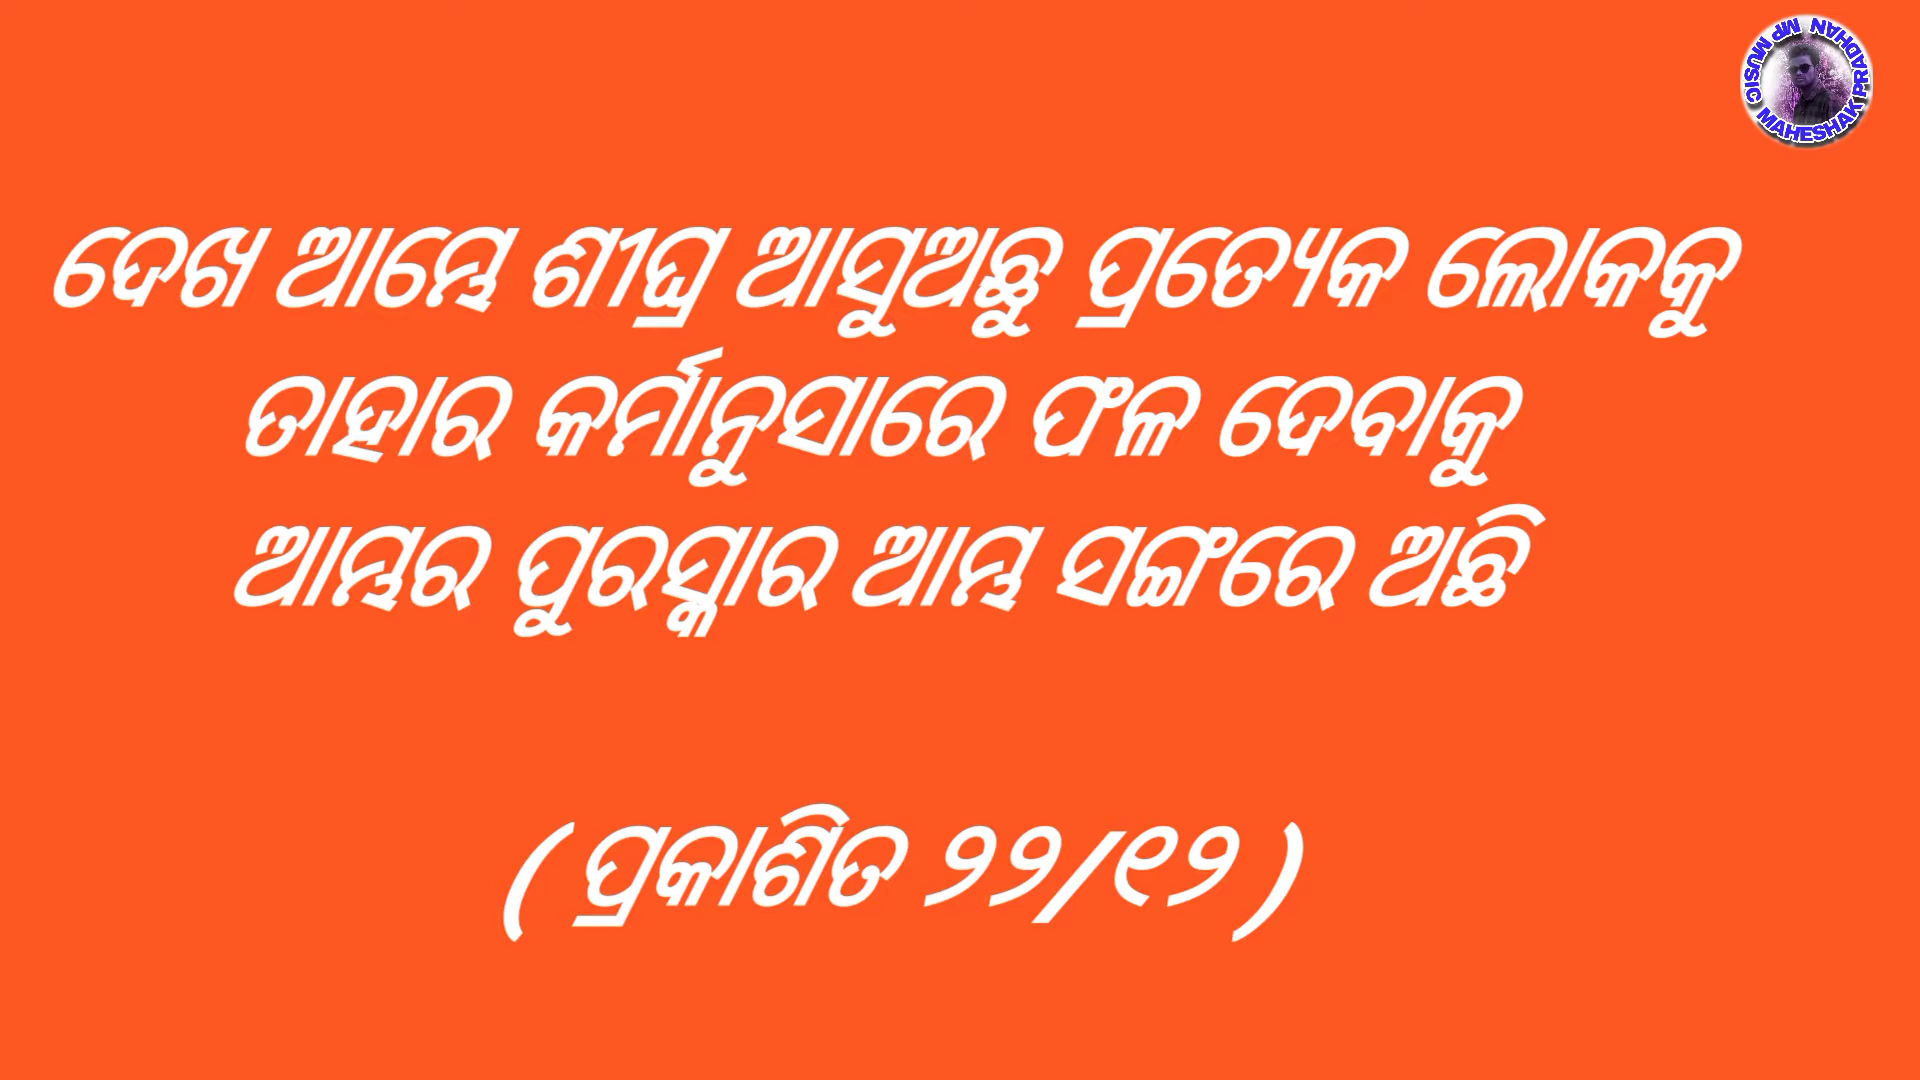 MP MUSIC MAHESHAK PRADHAN
ଦେଖ ଆମ୍ଭେ ଶୀଘ୍ର ଆସୁଅଛୁ ପ୍ରତ୍ୟେକ ଲୋକକୁ
ତାହାର କର୍ମାନୁସାରେ ଫଳ ଦେବାକୁ
ଆମ୍ଭର ପୁରସ୍କାର ଆମ୍ଭ ସଙ୍ଗରେ ଅଛି
( ପ୍ରକାଶିତ ୨୨/୧୨ )